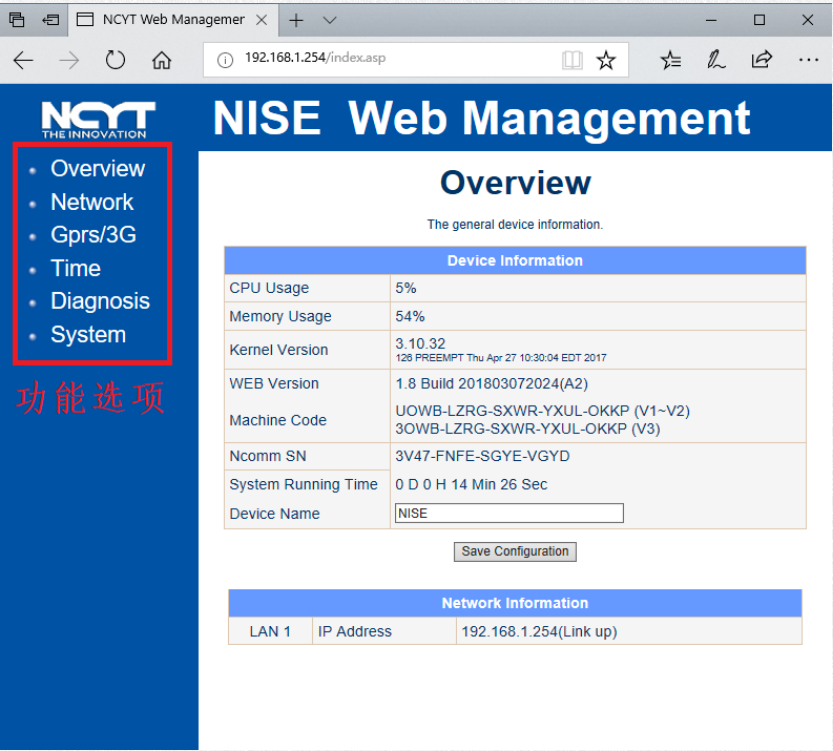 NCYT Web Manager
192.168.1.254/index.asp
NCYT
THE INNOVATION
NISE Web Management
Overview
Network
Gprs/3G
Time
Diagnosis
System
功能选项
Overview
The general device information.
Device Information
CPU Usage 5%
Memory Usage 54%
Kernel Version 3.10.32
126 PREEMPT Thu Apr 27 10:30:04 EDT 2017
WEB Version 1.8 Build 201803072024(A2)
Machine Code UOWB-LZRG-SXWR-YXUL-OKKP (V1~V2)
3OWB-LZRG-SXWR-YXUL-OKKP (V3)
Ncomm SN 3V47-FNFE-SGYE-VGYD
System Running Time 0 D 0 H 14 Min 26 Sec
Device Name NISE
Save Configuration
Network Information
LAN 1 IP Address 192.168.1.254(Link up)